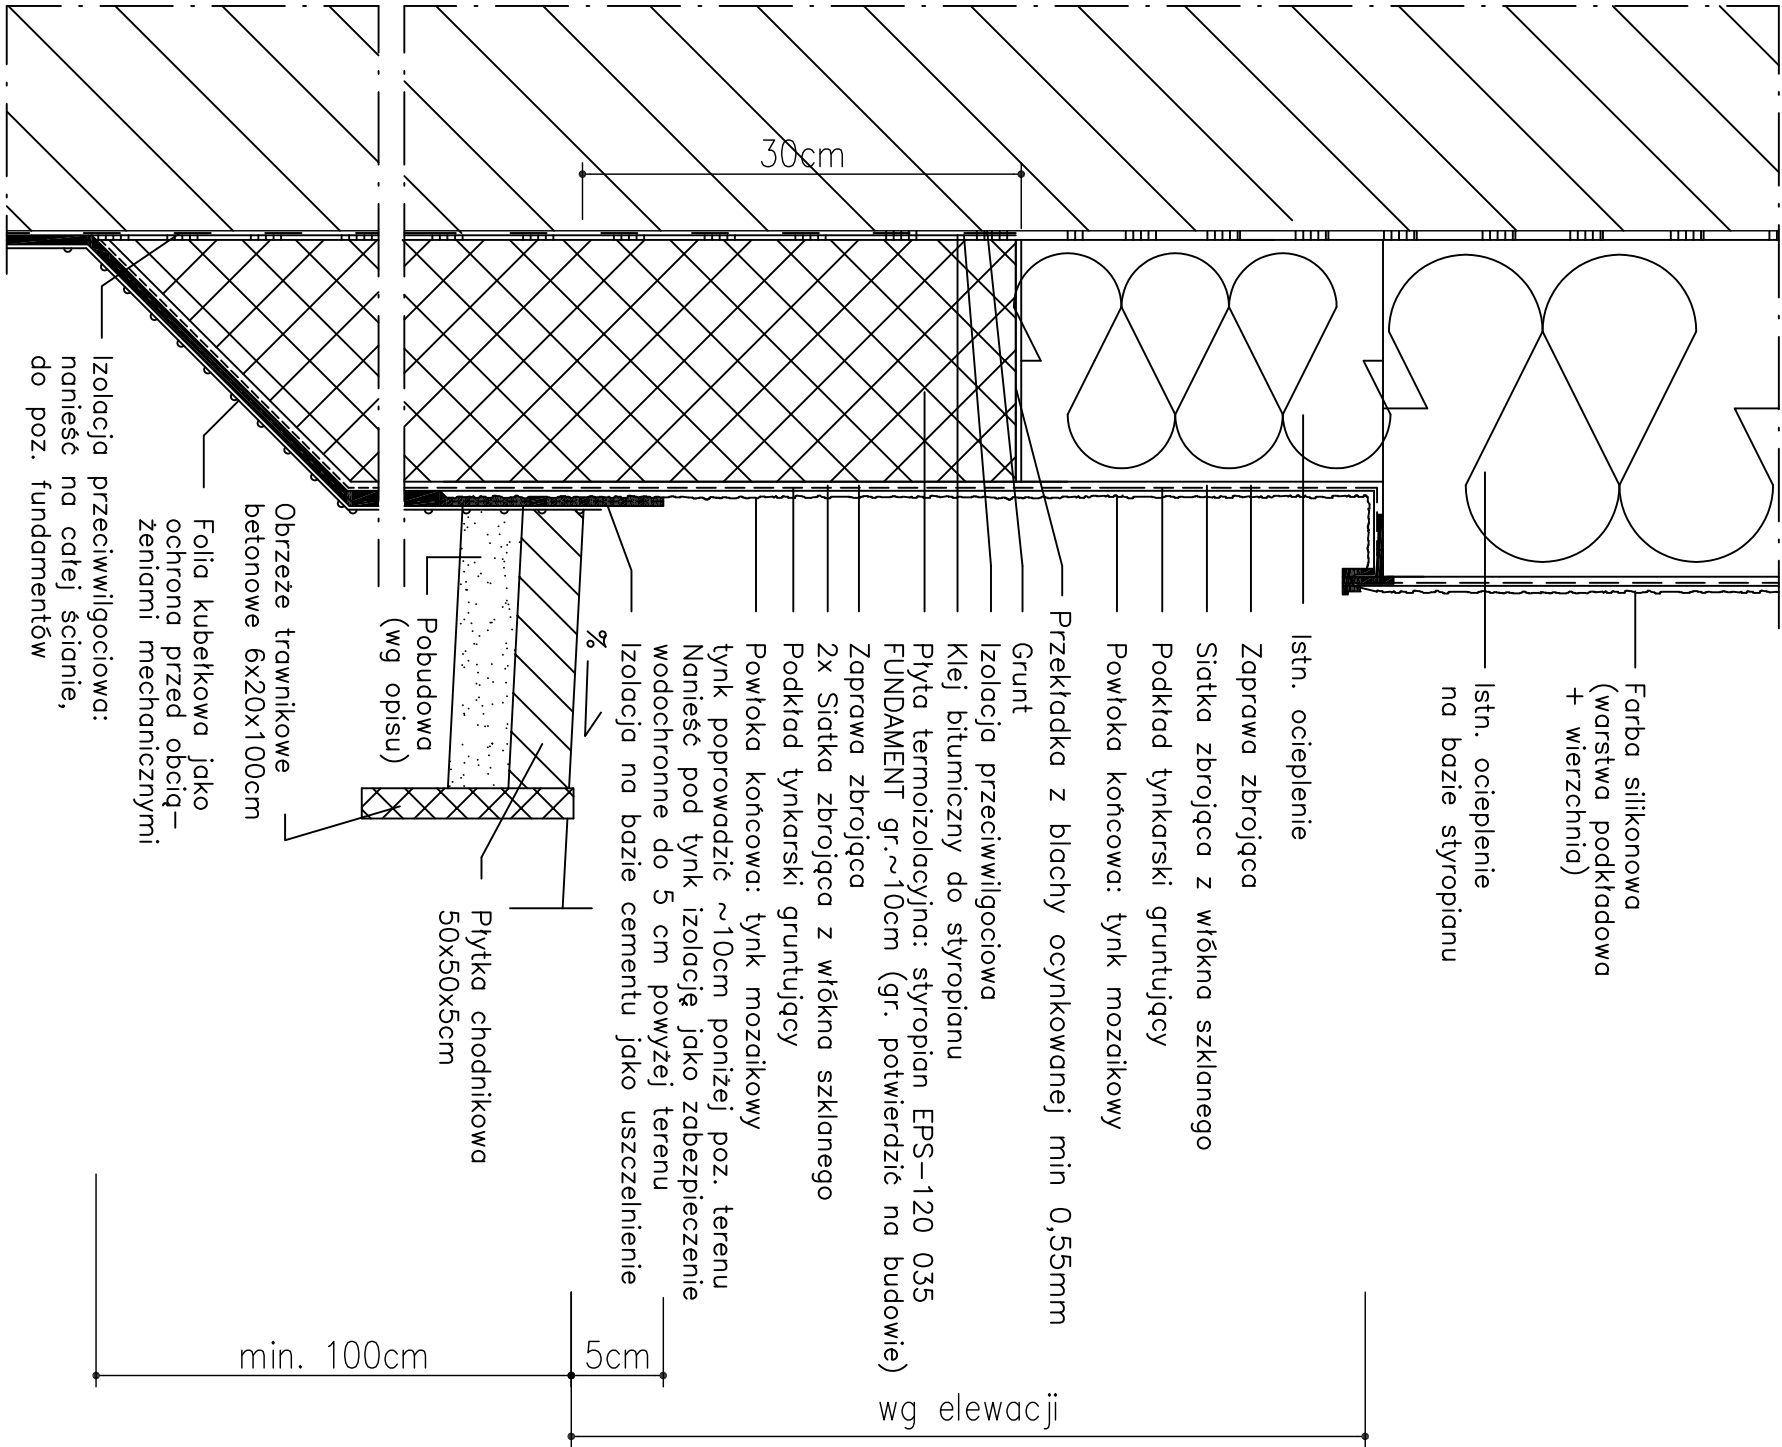 Farba silikonowa
(warstwa podkładowa
+ wierzchnia)
Istn. ocieplenie
na bazie styropianu
Istn. ocieplenie
Zaprawa zbrojąca
Siatka zbrojąca z włókna szklanego
Podkład tynkarski gruntujący
Powłoka końcowa: tynk mozaikowy
Przekładka z blachy ocynkowanej min 0,55mm
Grunt
Izolacja przeciwwilgociowa
Klej bitumiczny do styropianu
Płyta termoizolacyjna: styropian EPS-120 035
FUNDAMENT gr.~10cm (gr. potwierdzić na budowie)
Zaprawa zbrojąca
2x Siatka zbrojąca z włókna szklanego
Podkład tynkarski gruntujący
Powłoka końcowa: tynk mozaikowy
tynk poprowadzić ~10cm poniżej poz. terenu
Nanieść pod tynk izolację jako zabezpieczenie
wodochronne do 5 cm powyżej terenu
Izolacja na bazie cementu jako uszczelnienie
%
Płytka chodnikowa
50x50x5cm
Pobudowa
(wg opisu)
Obrzeże trawnikowe
betonowe 6x20x100cm
Folia kubełkowa jako
ochrona przed obcią-
żeniami mechanicznymi
Izolacja przeciwwilgociowa:
nanieść na całej ścianie,
do poz. fundamentów
30cm
min. 100cm
5cm
wg elewacji